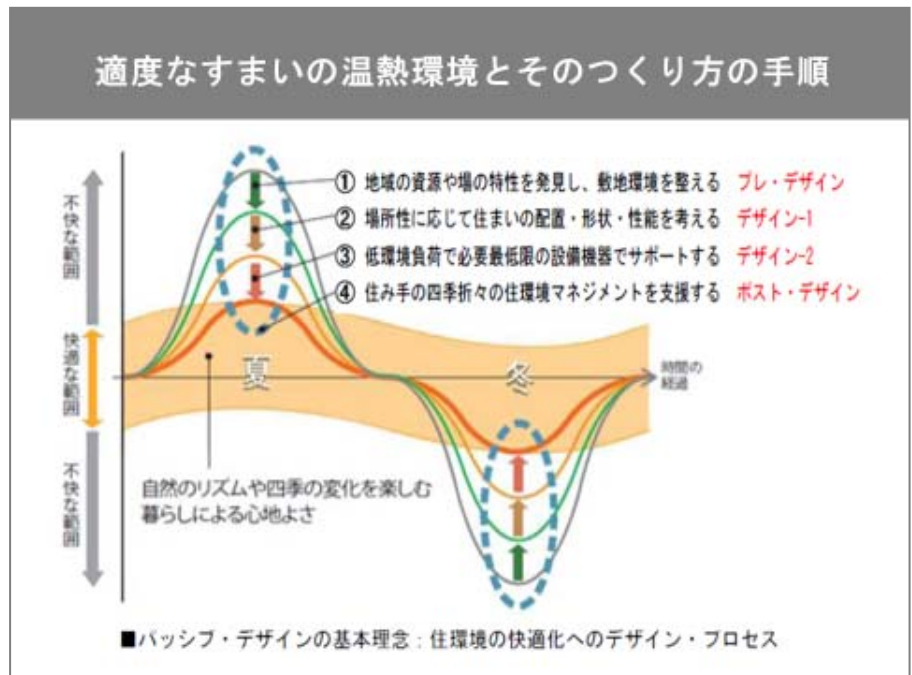 適度なすまいの温熱環境とそのつくり方の手順
不快な範囲
快適な範囲
不快な範囲
① 地域の資源や場の特性を発見し、敷地環境を整える プレ・デザイン
② 場所性に応じて住まいの配置・形状・性能を考える デザイン-1
③ 低環境負荷で必要最低限の設備機器でサポートする デザイン-2
④ 住み手の四季折々の住環境マネジメントを支援する ポスト・デザイン
夏
冬
時間の
経過
自然のリズムや四季の変化を楽しむ
暮らしによる心地よさ
■パッシブ・デザインの基本理念：住環境の快適化へのデザイン・プロセス